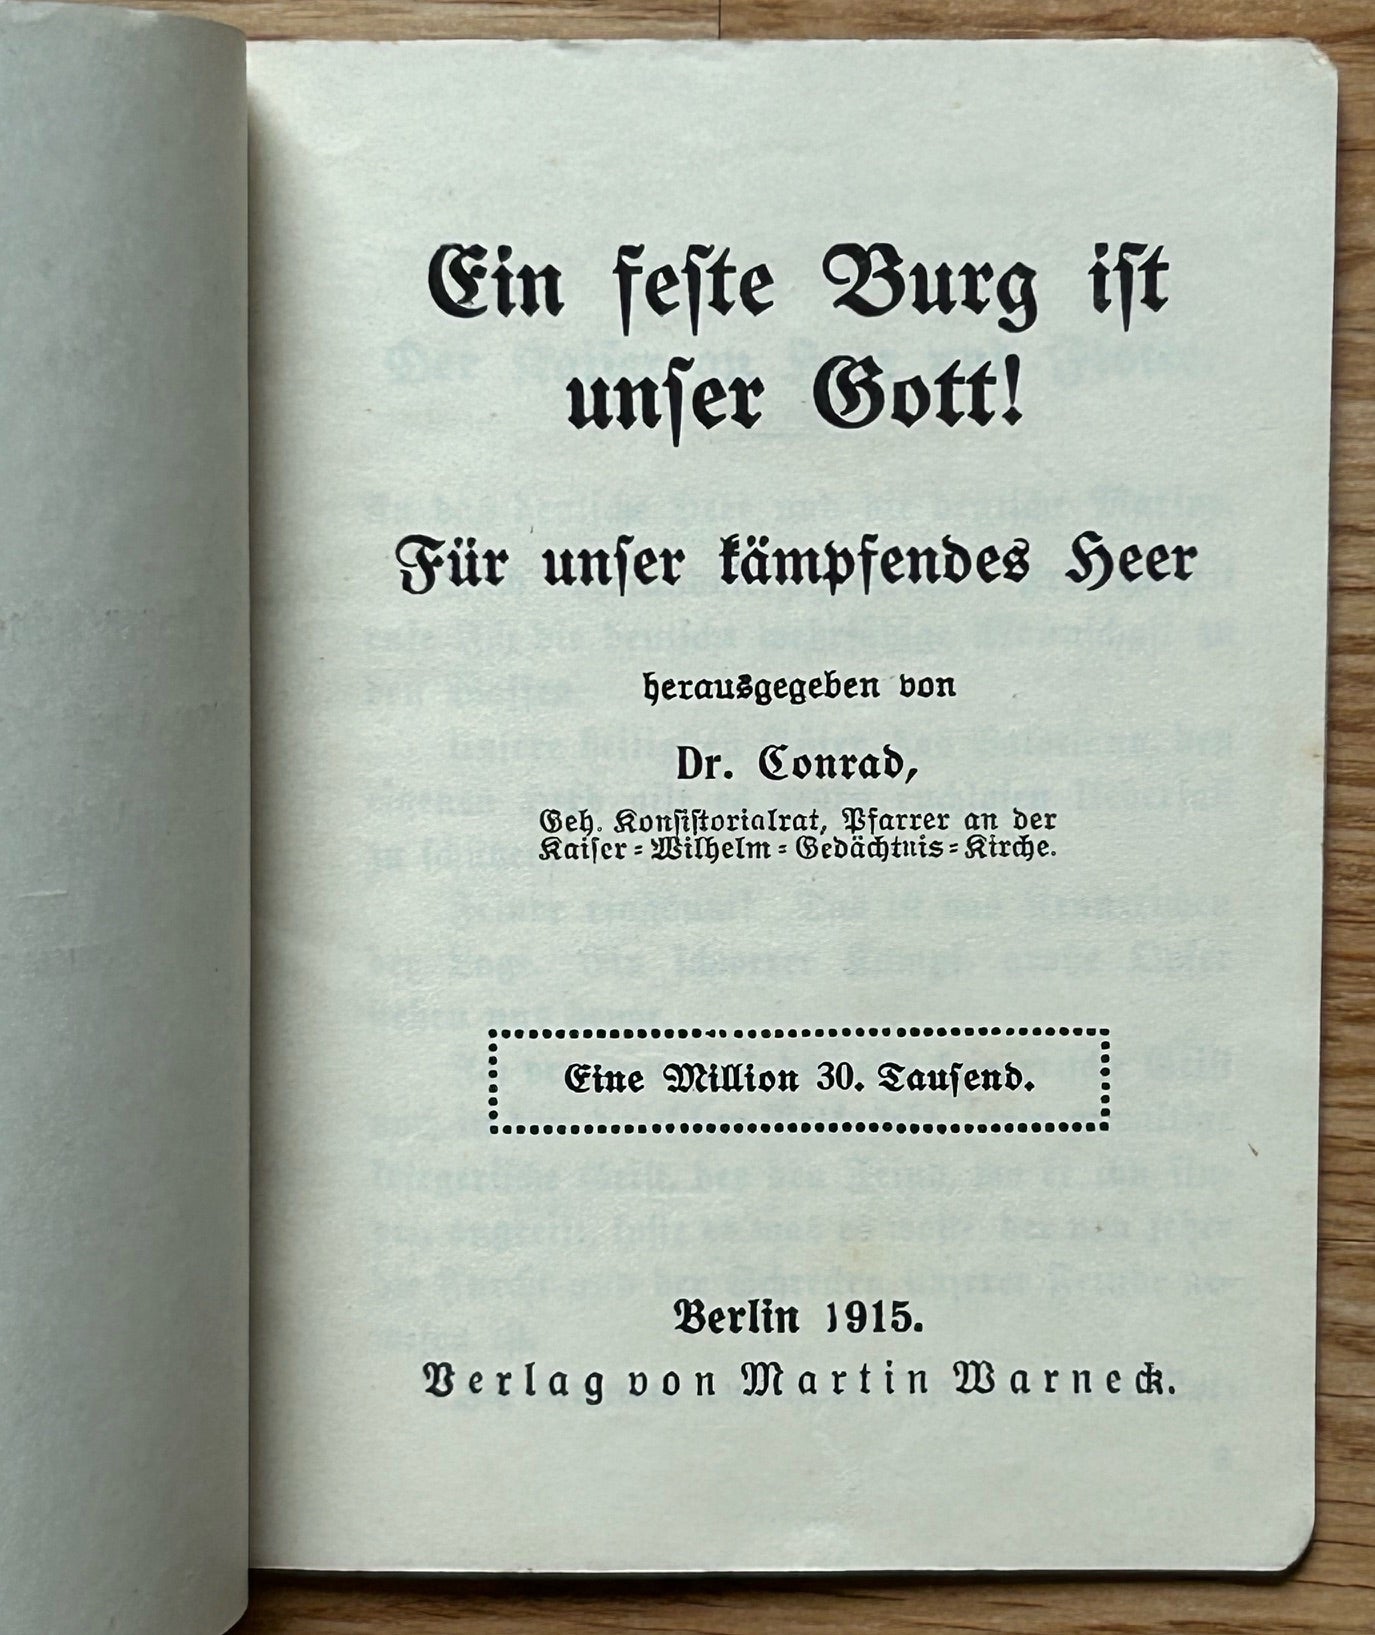 Ein feſte Burg iſt
unſer Gott!
Für unſer kämpfendes Heer
herausgegeben von
Dr. Conrad,
Geh. Konſiſtorialrat, Pfarrer an der
Kaiſer=Wilhelm=Gedächtnis=Kirche.
Eine Million 30. Tauſend.
Berlin 1915.
Verlag von Martin Warneck.